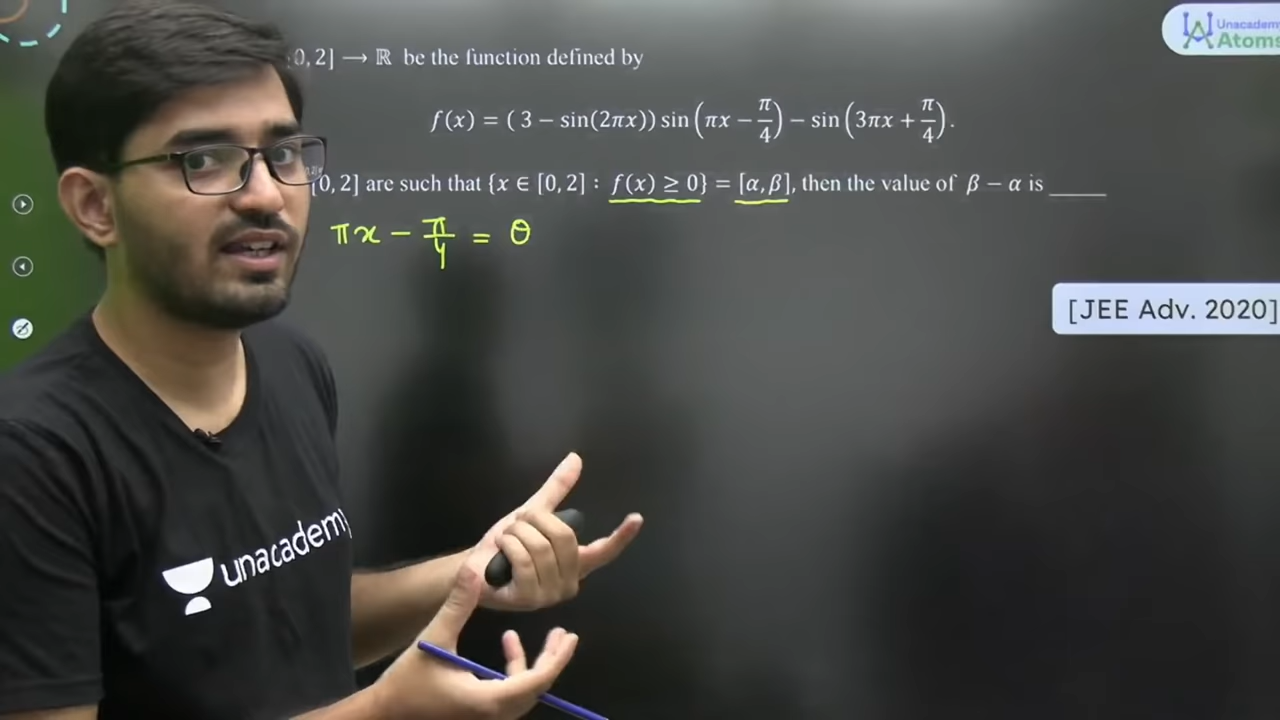 0, 2] → ℝ be the function defined by
f(x) = ( 3 − sin(2πx)) sin (πx − π/4) − sin (3πx + π/4).
[0, 2] are such that {x ∈ [0, 2] : f(x) ≥ 0} = [α, β], then the value of β − α is ______
πx − π/4 = θ
[JEE Adv. 2020]
Unacademy
Atoms
unacademy